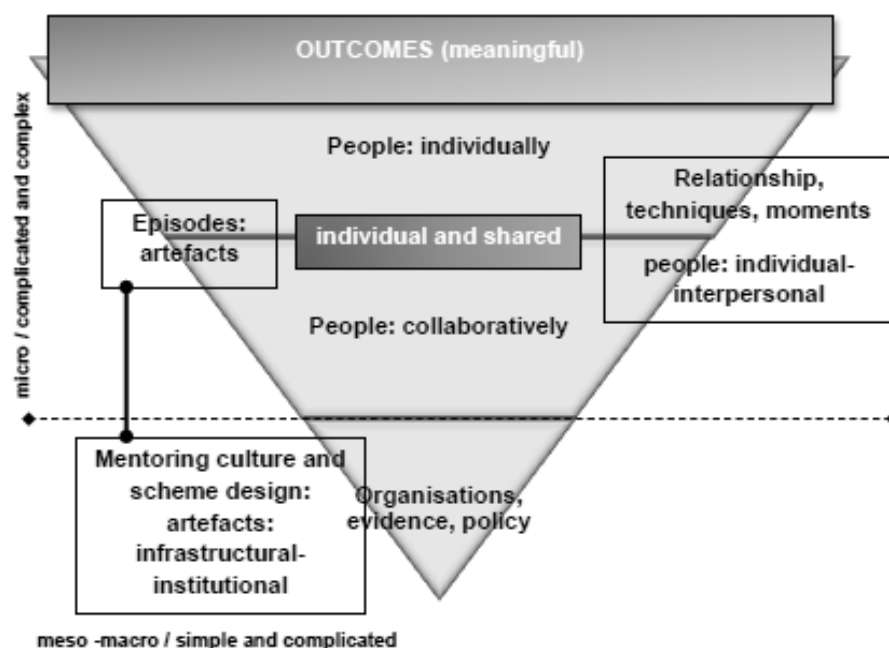 OUTCOMES (meaningful)
micro / complicated and complex
People: individually
Episodes:
artefacts
individual and shared
Relationship,
techniques, moments
people: individual-
interpersonal
People: collaboratively
Mentoring culture and
scheme design:
artefacts:
infrastructural-
institutional
Organisations,
evidence, policy
meso -macro / simple and complicated